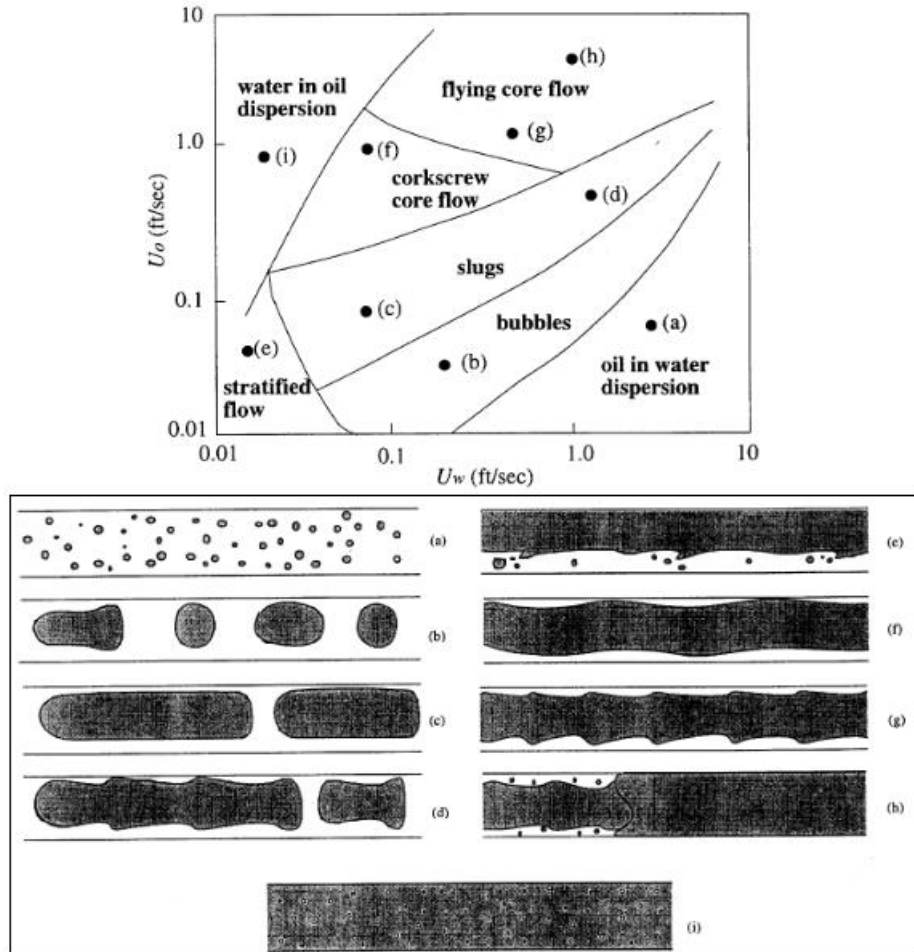 10
water in oil
dispersion
(h)
flying core flow
(g)
1.0
(i)
(f)
corkscrew
core flow
(d)
Uo (ft/sec)
slugs
0.1
(c)
bubbles
(a)
(e)
(b)
oil in water
dispersion
stratified
flow
0.01
0.01
0.1
1.0
10
Uw (ft/sec)
(a)
(b)
(c)
(d)
(e)
(f)
(g)
(h)
(i)